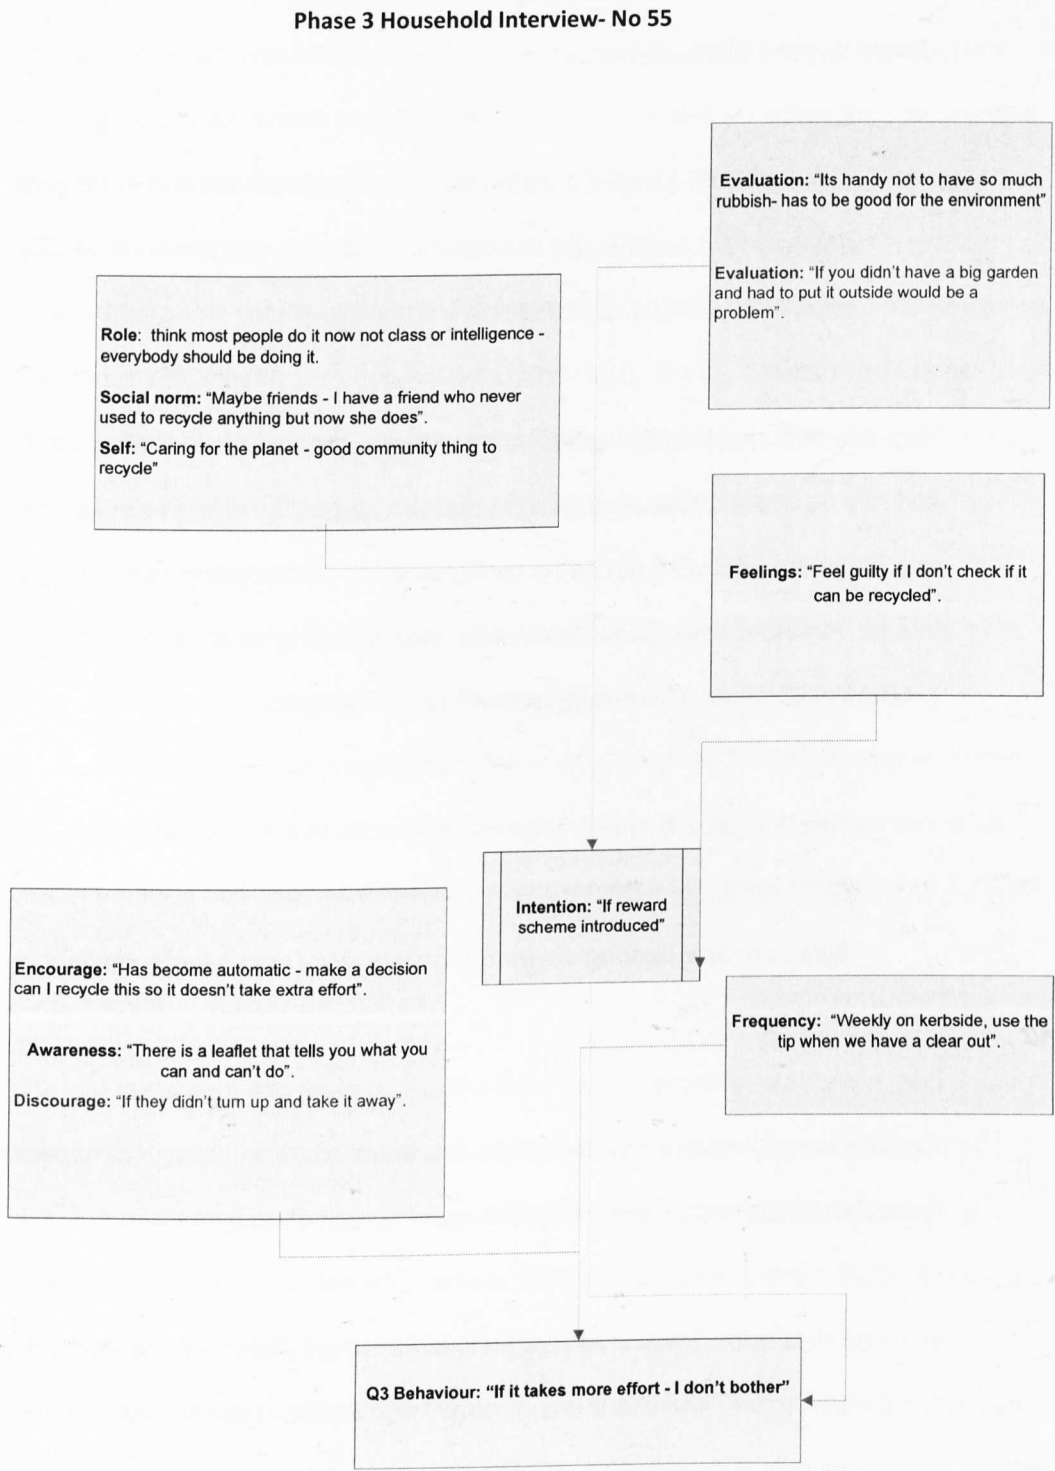 Phase 3 Household Interview- No 55
Evaluation: “Its handy not to have so much
rubbish- has to be good for the environment”
Evaluation: “If you didn’t have a big garden
and had to put it outside would be a
problem”.
Role:  think most people do it now not class or intelligence -
everybody should be doing it.
Social norm: “Maybe friends - I have a friend who never
used to recycle anything but now she does”.
Self: “Caring for the planet - good community thing to
recycle”
Feelings: “Feel guilty if I don’t check if it
can be recycled”.
Intention: “If reward
scheme introduced”
Encourage: “Has become automatic - make a decision
can I recycle this so it doesn’t take extra effort”.
Awareness: “There is a leaflet that tells you what you
can and can’t do”.
Discourage: “If they didn’t turn up and take it away”.
Frequency:  “Weekly on kerbside, use the
tip when we have a clear out”.
Q3 Behaviour: “If it takes more effort - I don’t bother”